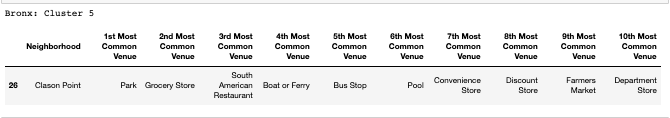 Bronx: Cluster 5
Neighborhood 1st Most Common Venue 2nd Most Common Venue 3rd Most Common Venue 4th Most Common Venue 5th Most Common Venue 6th Most Common Venue 7th Most Common Venue 8th Most Common Venue 9th Most Common Venue 10th Most Common Venue
26 Clason Point Park Grocery Store South American Restaurant Boat or Ferry Bus Stop Pool Convenience Store Discount Store Farmers Market Department Store